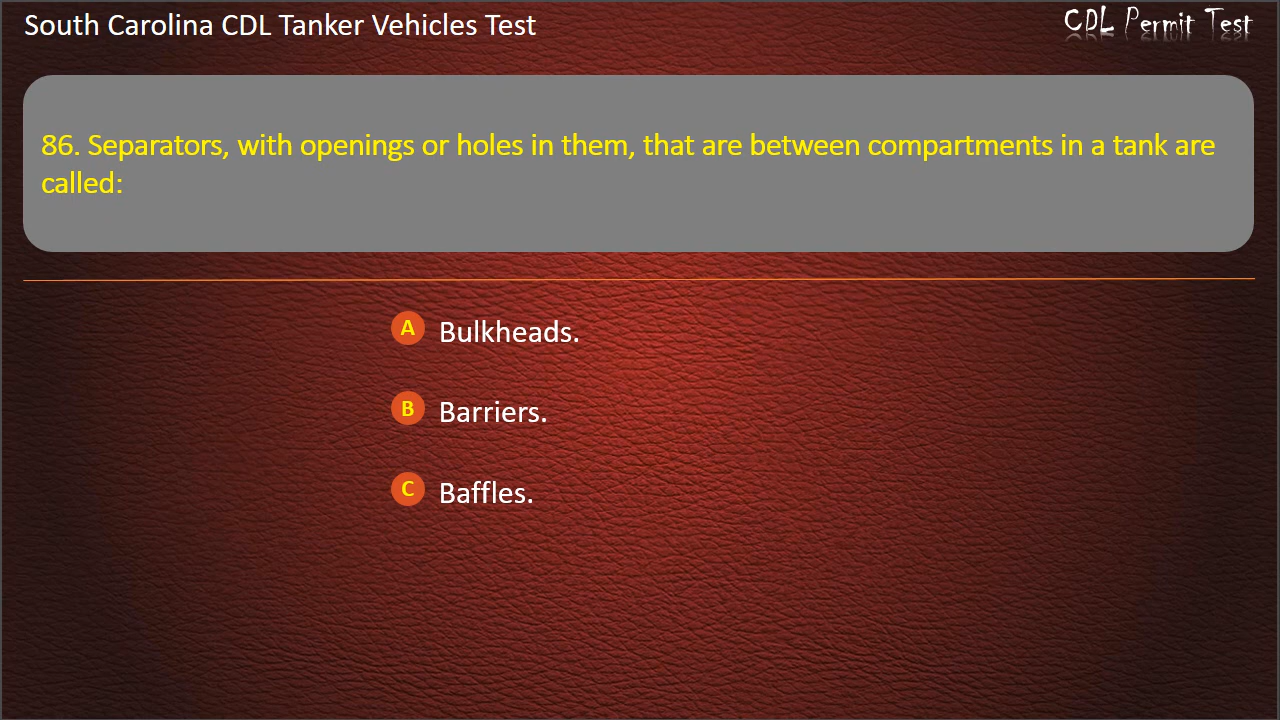 South Carolina CDL Tanker Vehicles Test
CDL Permit Test
86. Separators, with openings or holes in them, that are between compartments in a tank are
called:
A Bulkheads.
B Barriers.
C Baffles.